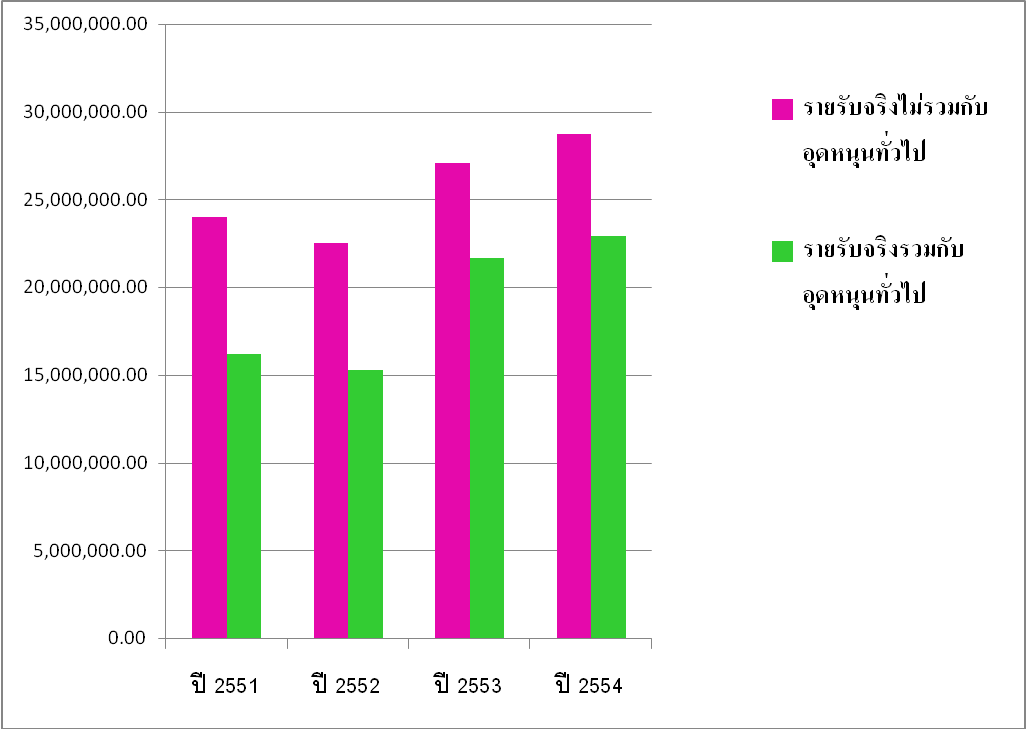 35,000,000.00
30,000,000.00
25,000,000.00
20,000,000.00
15,000,000.00
10,000,000.00
5,000,000.00
0.00
ปี 2551 ปี 2552 ปี 2553 ปี 2554
รายรับจริงไม่รวมกับ
อุดหนุนทั่วไป
รายรับจริงรวมกับ
อุดหนุนทั่วไป